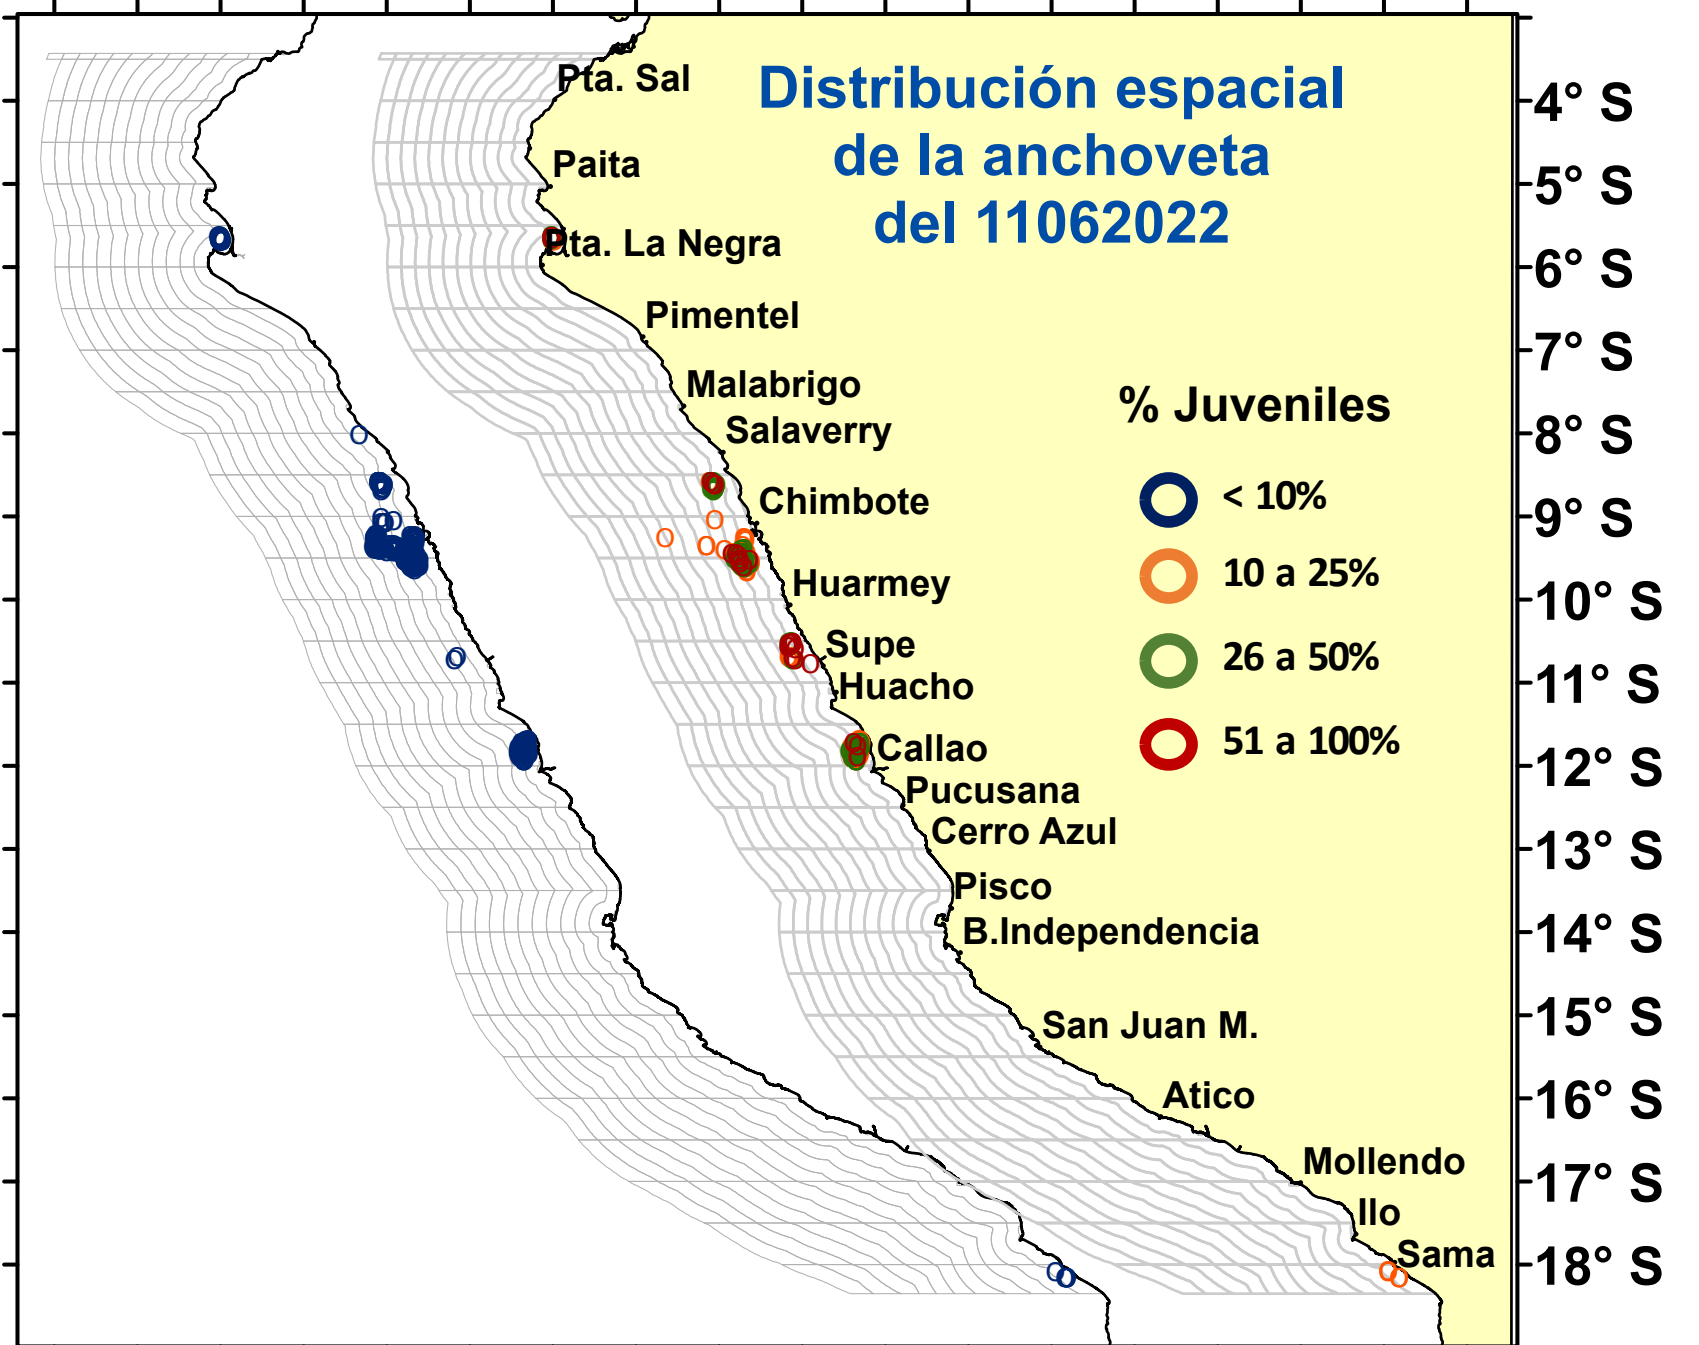 Distribución espacial
de la anchoveta
del 11062022
Pta. Sal
Paita
Pta. La Negra
Pimentel
Malabrigo
Salaverry
Chimbote
Huarmey
Supe
Huacho
Callao
Pucusana
Cerro Azul
Pisco
B.Independencia
San Juan M.
Atico
Mollendo
Ilo
Sama
% Juveniles
< 10%
10 a 25%
26 a 50%
51 a 100%
4° S
5° S
6° S
7° S
8° S
9° S
10° S
11° S
12° S
13° S
14° S
15° S
16° S
17° S
18° S